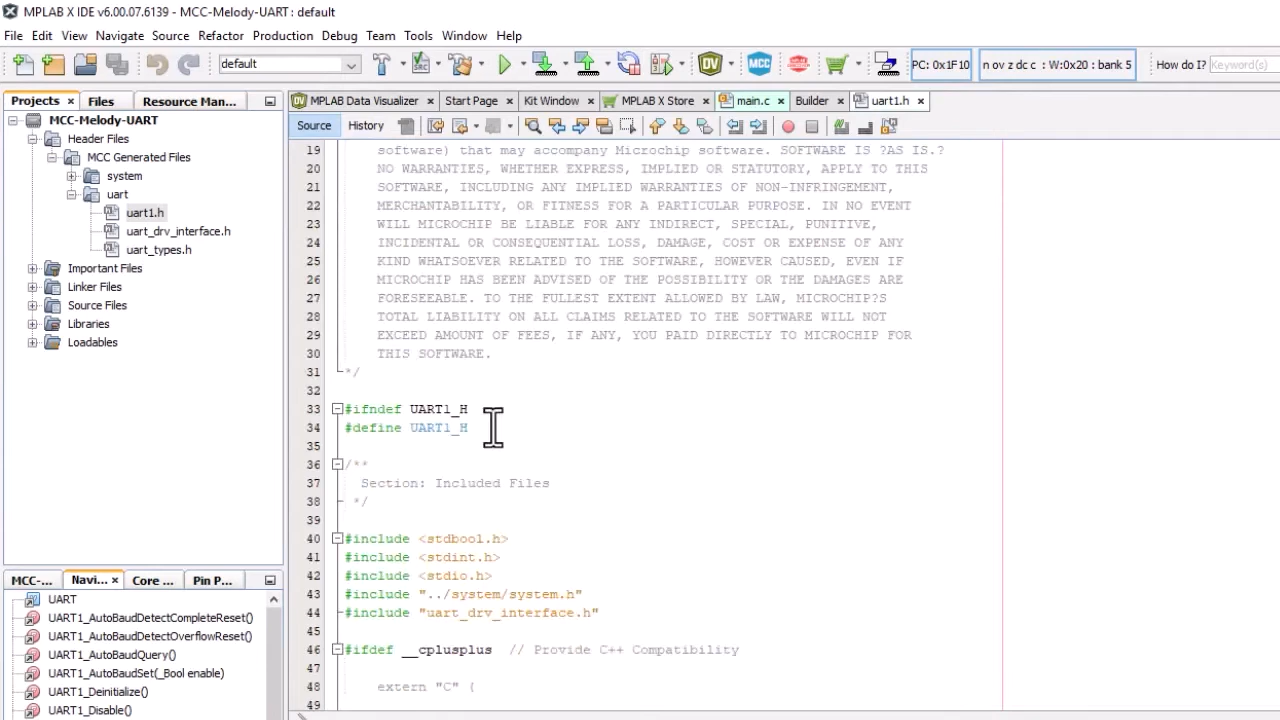 MPLAB X IDE v6.00.07.6139 - MCC-Melody-UART : default
File Edit View Navigate Source Refactor Production Debug Team Tools Window Help
default PC: 0x1F10 n ov z dc c : W:0x20 : bank 5 How do I? Keyword(s)
Projects Files Resource Man... MPLAB Data Visualizer Start Page Kit Window MPLAB X Store main.c Builder uart1.h
Source History
MCC-Melody-UART
Header Files
MCC Generated Files
system
uart
uart1.h
uart_drv_interface.h
uart_types.h
Important Files
Linker Files
Source Files
Libraries
Loadables
19 software) that may accompany Microchip software. SOFTWARE IS ?AS IS.?
20 NO WARRANTIES, WHETHER EXPRESS, IMPLIED OR STATUTORY, APPLY TO THIS
21 SOFTWARE, INCLUDING ANY IMPLIED WARRANTIES OF NON-INFRINGEMENT,
22 MERCHANTABILITY, OR FITNESS FOR A PARTICULAR PURPOSE. IN NO EVENT
23 WILL MICROCHIP BE LIABLE FOR ANY INDIRECT, SPECIAL, PUNITIVE,
24 INCIDENTAL OR CONSEQUENTIAL LOSS, DAMAGE, COST OR EXPENSE OF ANY
25 KIND WHATSOEVER RELATED TO THE SOFTWARE, HOWEVER CAUSED, EVEN IF
26 MICROCHIP HAS BEEN ADVISED OF THE POSSIBILITY OR THE DAMAGES ARE
27 FORESEEABLE. TO THE FULLEST EXTENT ALLOWED BY LAW, MICROCHIP?S
28 TOTAL LIABILITY ON ALL CLAIMS RELATED TO THE SOFTWARE WILL NOT
29 EXCEED AMOUNT OF FEES, IF ANY, YOU PAID DIRECTLY TO MICROCHIP FOR
30 THIS SOFTWARE.
31 */
32
33 #ifndef UART1_H
34 #define UART1_H
35
36 /**
37 Section: Included Files
38 */
39
40 #include <stdbool.h>
41 #include <stdint.h>
42 #include <stdio.h>
43 #include "../system/system.h"
44 #include "uart_drv_interface.h"
45
46 #ifdef __cplusplus // Provide C++ Compatibility
47
48 extern "C" {
49
MCC-... Navi... Core ... Pin P...
UART
UART1_AutoBaudDetectCompleteReset()
UART1_AutoBaudDetectOverflowReset()
UART1_AutoBaudQuery()
UART1_AutoBaudSet(_Bool enable)
UART1_Deinitialize()
UART1_Disable()